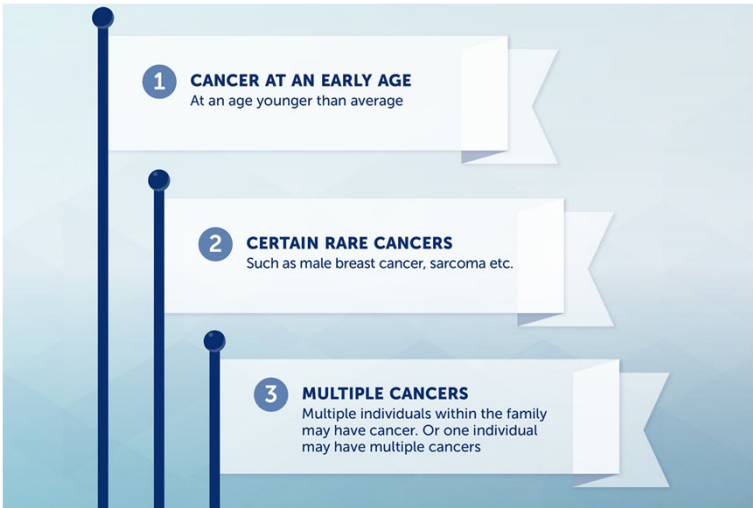 1
CANCER AT AN EARLY AGE
At an age younger than average
2
CERTAIN RARE CANCERS
Such as male breast cancer, sarcoma etc.
3
MULTIPLE CANCERS
Multiple individuals within the family
may have cancer. Or one individual
may have multiple cancers